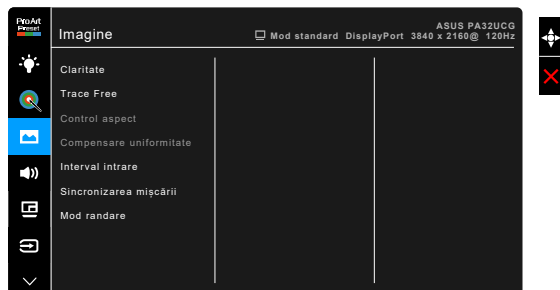 ProArt
Preset
Imagine
ASUS PA32UCG
Mod standard DisplayPort 3840 x 2160@ 120Hz
Claritate
Trace Free
Control aspect
Compensare uniformitate
Interval intrare
Sincronizarea mișcării
Mod randare